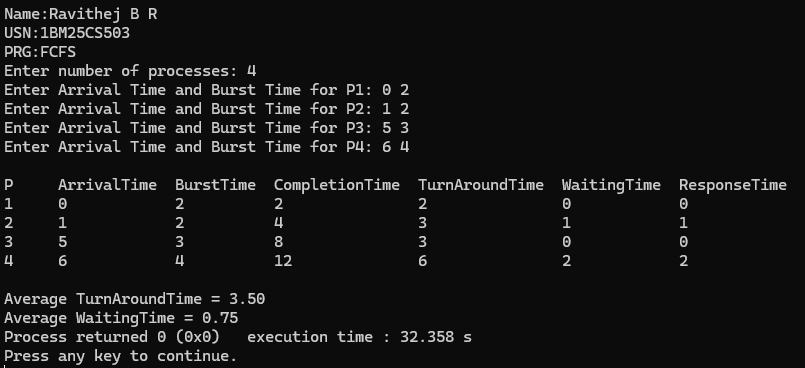 Name:Ravithej B R
USN:1BM25CS503
PRG:FCFS
Enter number of processes: 4
Enter Arrival Time and Burst Time for P1: 0 2
Enter Arrival Time and Burst Time for P2: 1 2
Enter Arrival Time and Burst Time for P3: 5 3
Enter Arrival Time and Burst Time for P4: 6 4

P     ArrivalTime  BurstTime  CompletionTime  TurnAroundTime  WaitingTime  ResponseTime
1     0            2          2               2               0            0
2     1            2          4               3               1            1
3     5            3          8               3               0            0
4     6            4          12              6               2            2

Average TurnAroundTime = 3.50
Average WaitingTime = 0.75
Process returned 0 (0x0)   execution time : 32.358 s
Press any key to continue.